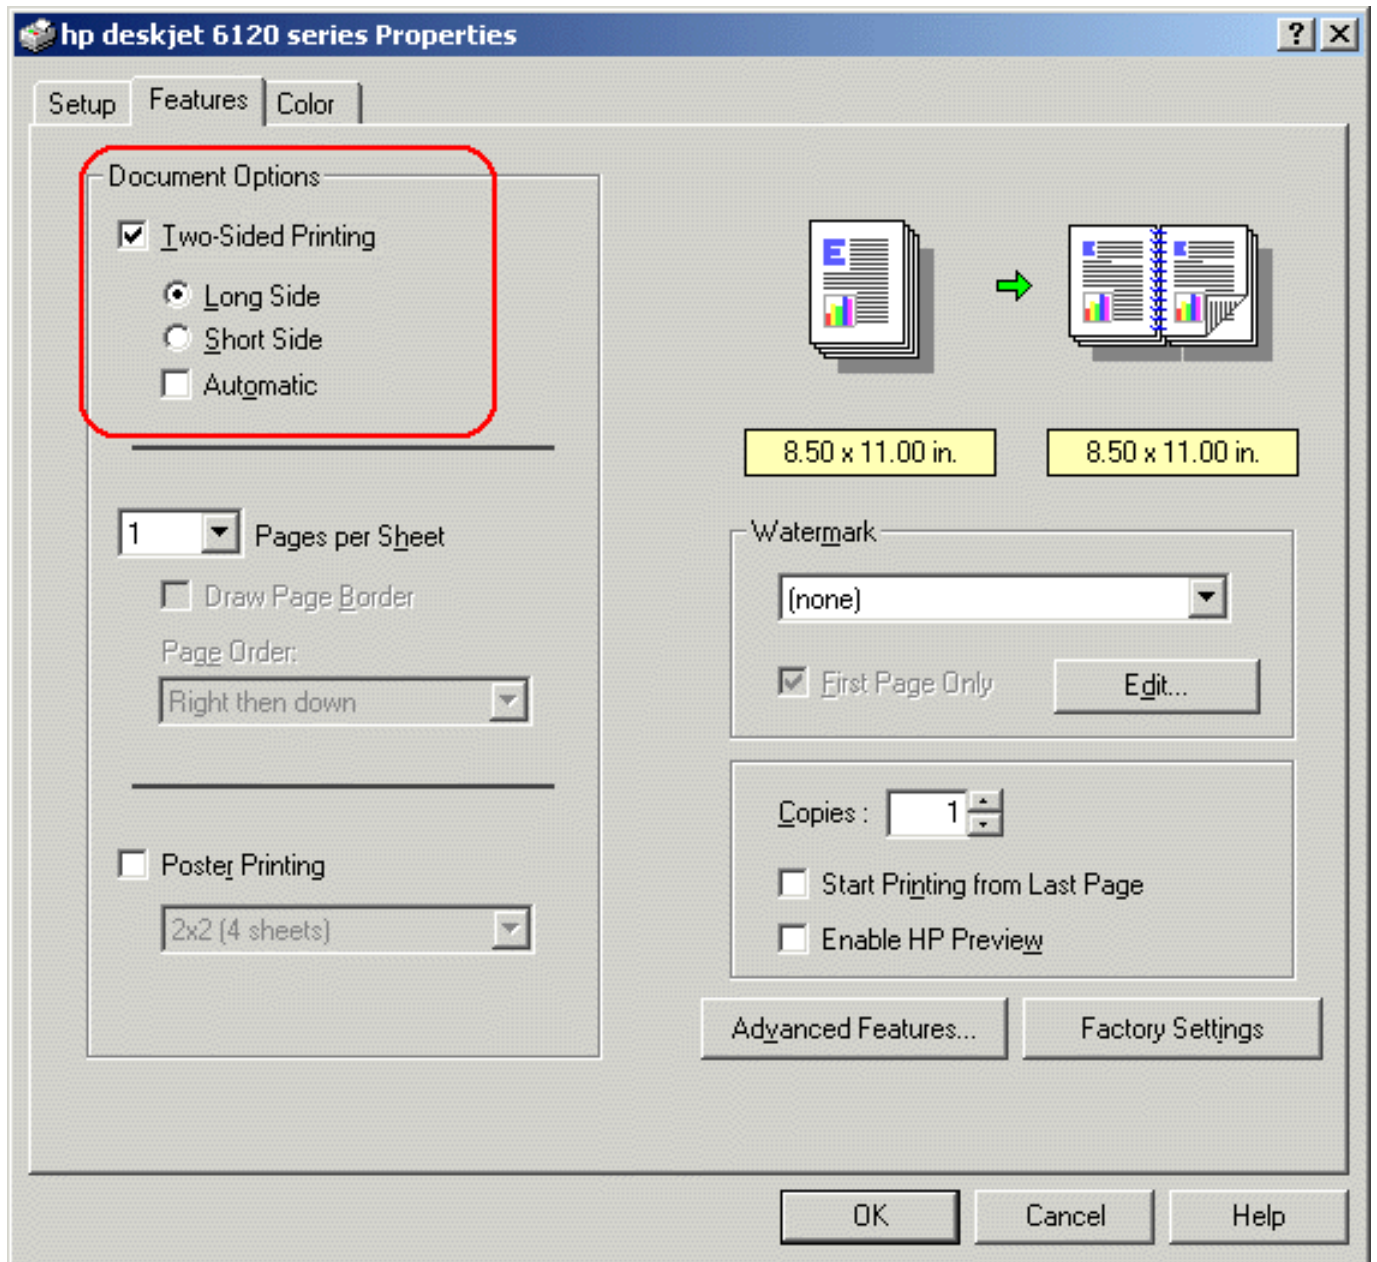 hp deskjet 6120 series Properties
Setup
Features
Color
Document Options
Two-Sided Printing
Long Side
Short Side
Automatic
1 Pages per Sheet
Draw Page Border
Page Order:
Right then down
Poster Printing
2x2 (4 sheets)
E
E E
8.50 x 11.00 in.
8.50 x 11.00 in.
Watermark
(none)
First Page Only
Edit...
Copies : 1
Start Printing from Last Page
Enable HP Preview
Advanced Features...
Factory Settings
OK
Cancel
Help